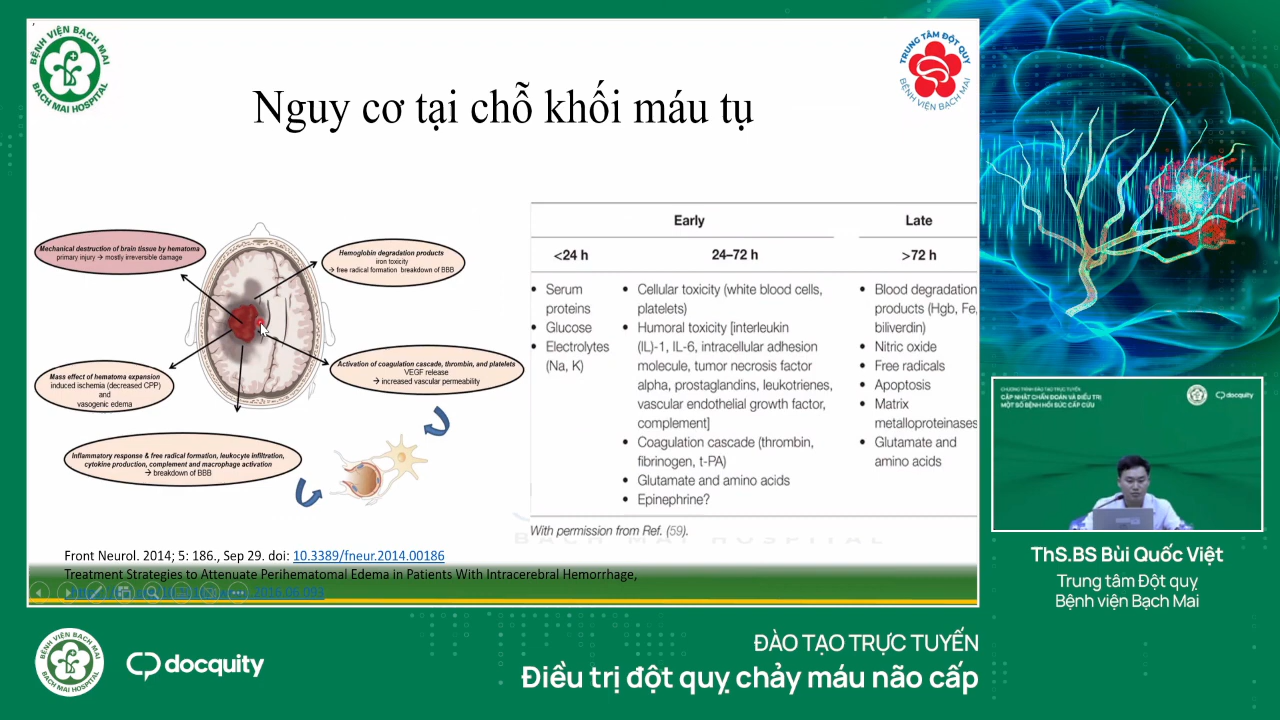 BỆNH VIỆN BẠCH MAI
BACH MAI HOSPITAL
TRUNG TÂM ĐỘT QUỴ
BỆNH VIỆN BẠCH MAI
Nguy cơ tại chỗ khối máu tụ
Mechanical destruction of brain tissue by hematoma
primary injury → mostly irreversible damage
Hemoglobin degradation products
iron toxicity
→ free radical formation breakdown of BBB
Mass effect of hematoma expansion
induced ischemia (decreased CPP)
and
vasogenic edema
Activation of coagulation cascade, thrombin, and platelets
VEGF release
→ increased vascular permeability
Inflammatory response & free radical formation, leukocyte infiltration,
cytokine production, complement and macrophage activation
→ breakdown of BBB
Early
Late
<24 h
24–72 h
>72 h
• Serum
proteins
• Glucose
• Electrolytes
(Na, K)
• Cellular toxicity (white blood cells,
platelets)
• Humoral toxicity [interleukin
(IL)-1, IL-6, intracellular adhesion
molecule, tumor necrosis factor
alpha, prostaglandins, leukotrienes,
vascular endothelial growth factor,
complement]
• Coagulation cascade (thrombin,
fibrinogen, t-PA)
• Glutamate and amino acids
• Epinephrine?
• Blood degradation
products (Hgb, Fe,
biliverdin)
• Nitric oxide
• Free radicals
• Apoptosis
• Matrix
metalloproteinases
• Glutamate and
amino acids
With permission from Ref. (59).
BACH MAI HOSPITAL
Front Neurol. 2014; 5: 186., Sep 29. doi: 10.3389/fneur.2014.00186
Treatment Strategies to Attenuate Perihematomal Edema in Patients With Intracerebral Hemorrhage,
2016.06.093
CHƯƠNG TRÌNH ĐÀO TẠO TRỰC TUYẾN
CẬP NHẬT CHẨN ĐOÁN VÀ ĐIỀU TRỊ
MỘT SỐ BỆNH HỒI SỨC CẤP CỨU
docquity
ThS.BS Bùi Quốc Việt
Trung tâm Đột quỵ
Bệnh viện Bạch Mai
BỆNH VIỆN BẠCH MAI
BACH MAI HOSPITAL
docquity
ĐÀO TẠO TRỰC TUYẾN
Điều trị đột quỵ chảy máu não cấp